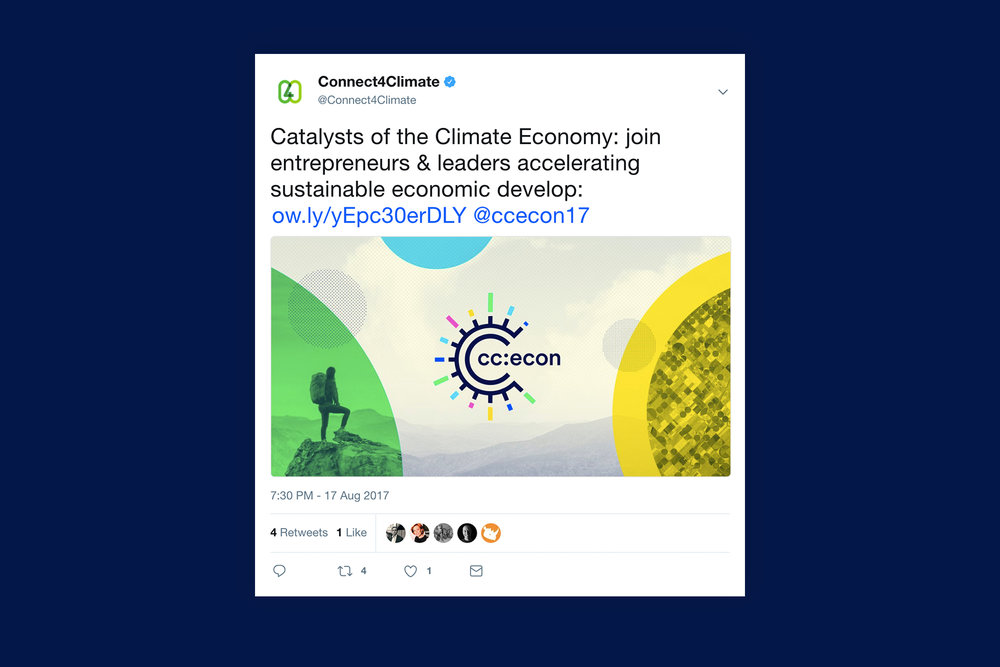 Connect4Climate
@Connect4Climate
Catalysts of the Climate Economy: join
entrepreneurs & leaders accelerating
sustainable economic develop:
ow.ly/yEpc30erDLY @ccecon17
cc:econ
7:30 PM - 17 Aug 2017
4 Retweets 1 Like
4 1